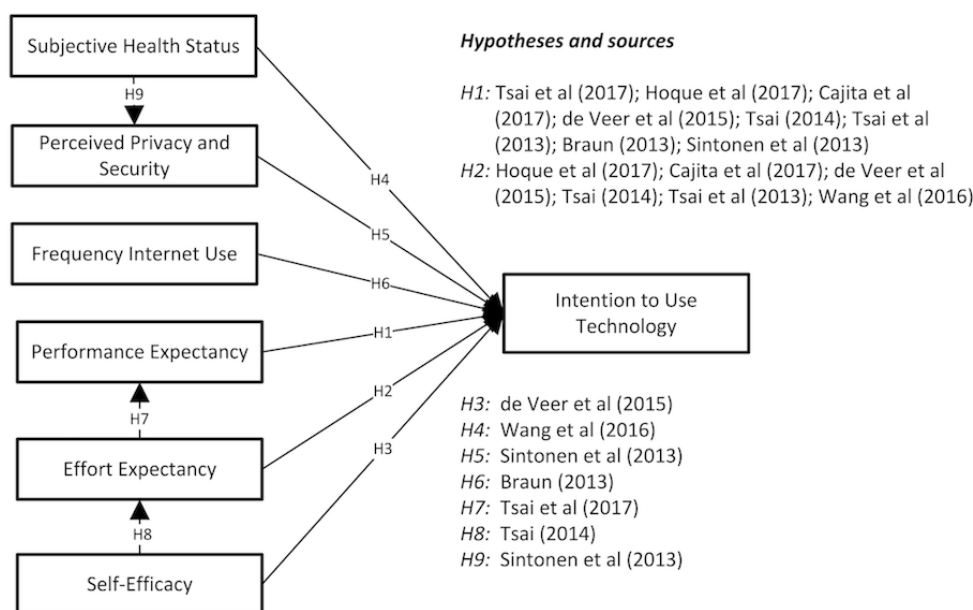 Subjective Health Status
H9
Perceived Privacy and
Security
Frequency Internet Use
Performance Expectancy
H7
Effort Expectancy
H8
Self-Efficacy
H4
H5
H6
H1
H2
H3
Intention to Use
Technology
Hypotheses and sources
H1: Tsai et al (2017); Hoque et al (2017); Cajita et al
(2017); de Veer et al (2015); Tsai (2014); Tsai et al
(2013); Braun (2013); Sintonen et al (2013)
H2: Hoque et al (2017); Cajita et al (2017); de Veer et al
(2015); Tsai (2014); Tsai et al (2013); Wang et al (2016)
H3: de Veer et al (2015)
H4: Wang et al (2016)
H5: Sintonen et al (2013)
H6: Braun (2013)
H7: Tsai et al (2017)
H8: Tsai (2014)
H9: Sintonen et al (2013)